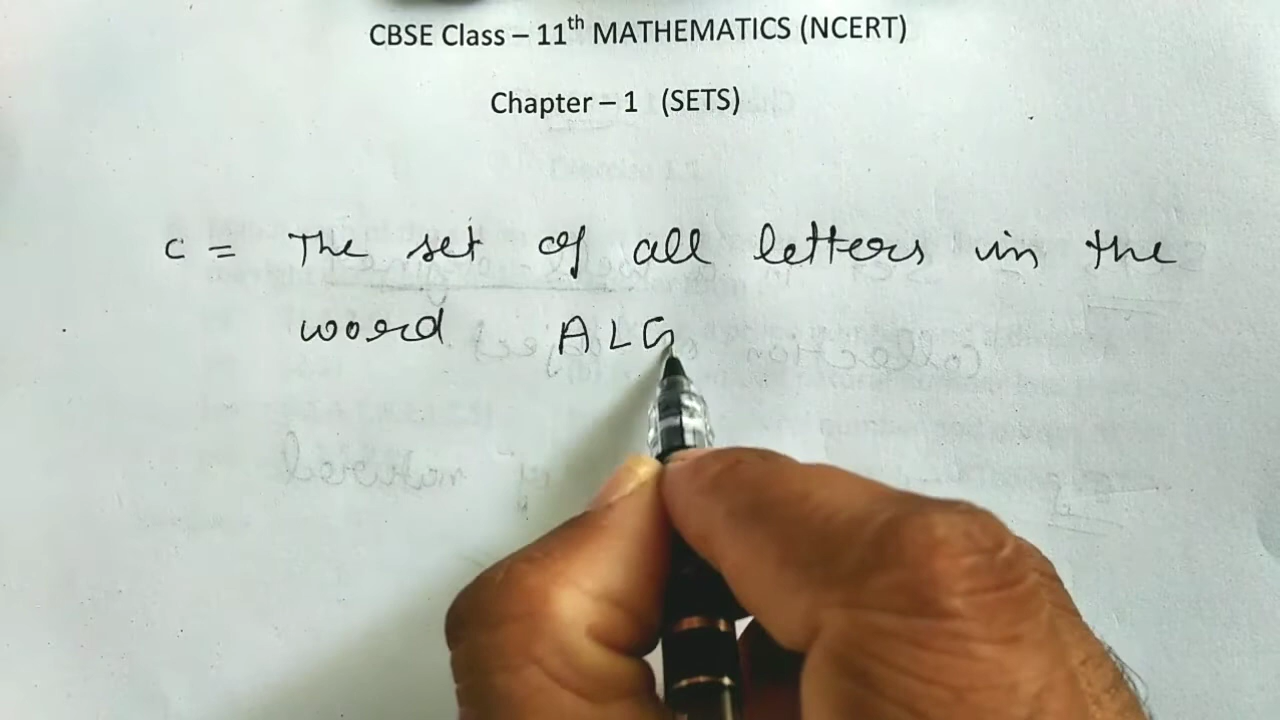 CBSE Class – 11th MATHEMATICS (NCERT)
Chapter – 1 (SETS)
C = The set of all letters in the
word ALG